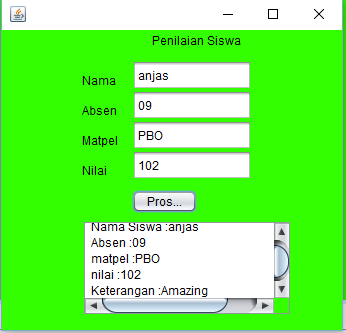 Penilaian Siswa
Nama anjas
Absen 09
Matpel PBO
Nilai 102
Pros...
Nama Siswa :anjas
Absen :09
matpel :PBO
nilai :102
Keterangan :Amazing